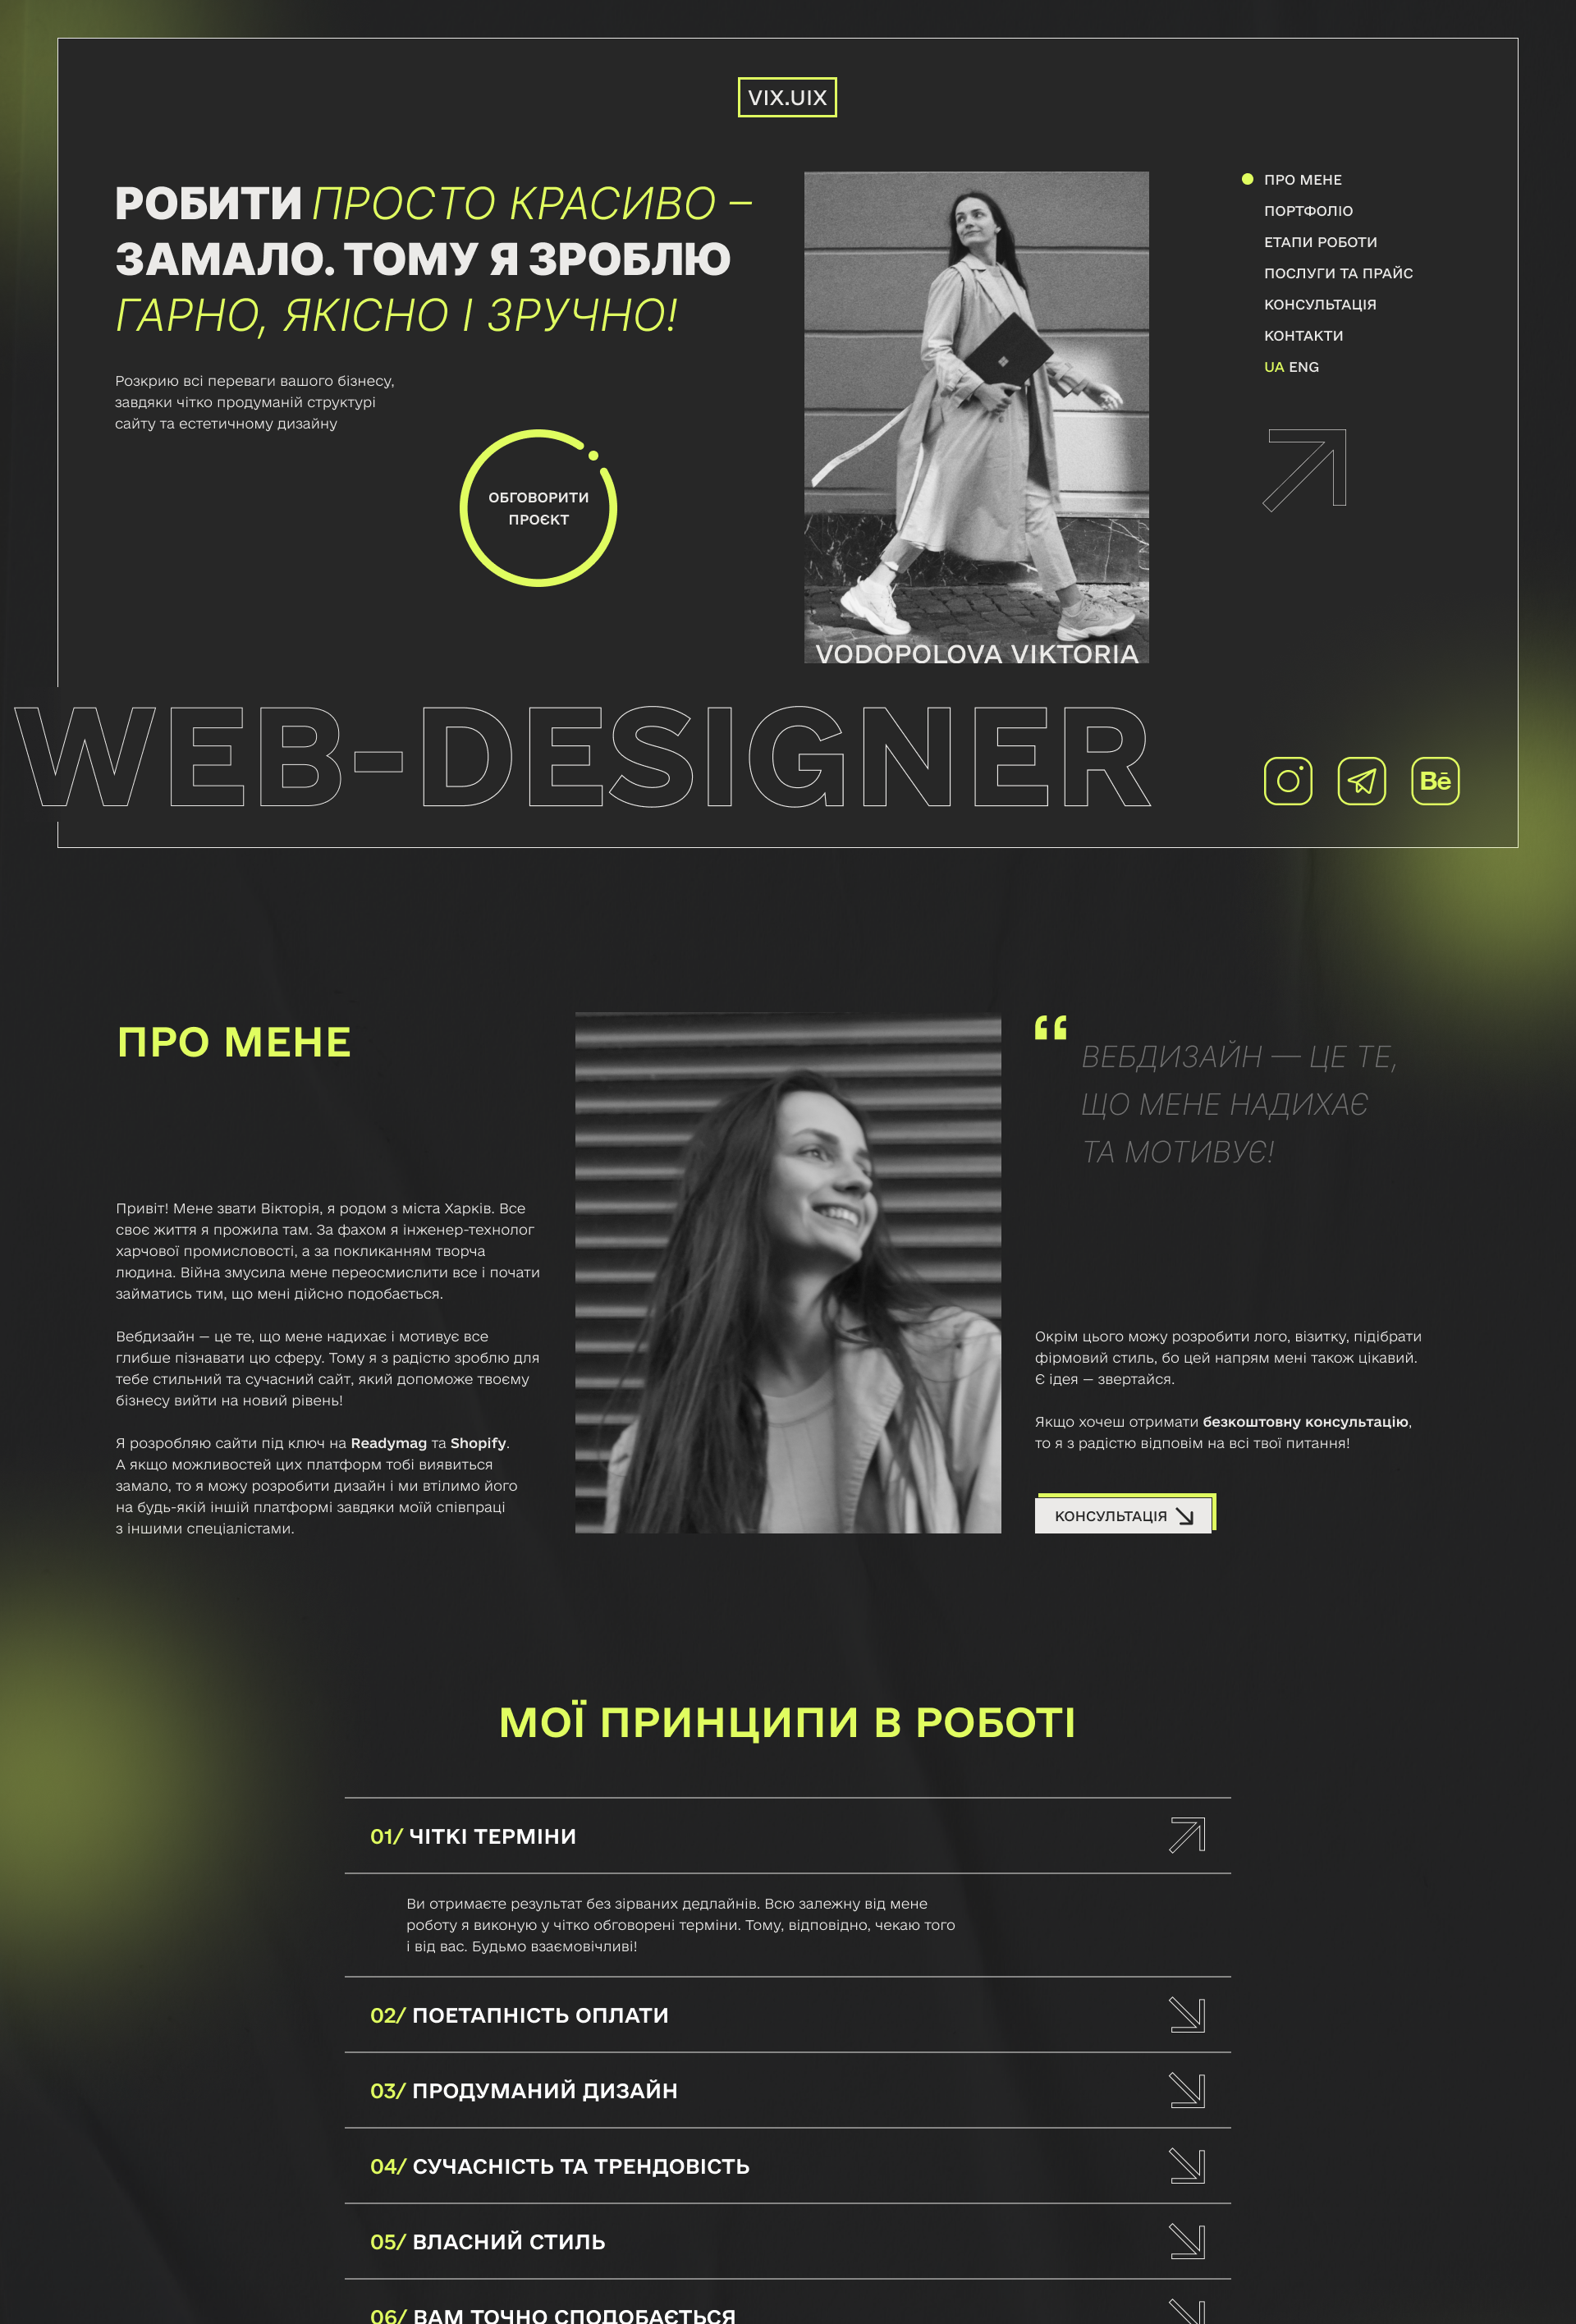 VIX.UIX
РОБИТИ ПРОСТО КРАСИВО –
ЗАМАЛО. ТОМУ Я ЗРОБЛЮ
ГАРНО, ЯКІСНО І ЗРУЧНО!
Розкрию всі переваги вашого бізнесу,
завдяки чітко продуманій структурі
сайту та естетичному дизайну
ОБГОВОРИТИ
ПРОЄКТ
VODOPOLOVA VIKTORIA
ПРО МЕНЕ
ПОРТФОЛІО
ЕТАПИ РОБОТИ
ПОСЛУГИ ТА ПРАЙС
КОНСУЛЬТАЦІЯ
КОНТАКТИ
UA ENG
WEB-DESIGNER
Bē
ПРО МЕНЕ
Привіт! Мене звати Вікторія, я родом з міста Харків. Все
своє життя я прожила там. За фахом я інженер-технолог
харчової промисловості, а за покликанням творча
людина. Війна змусила мене переосмислити все і почати
займатись тим, що мені дійсно подобається.
Вебдизайн — це те, що мене надихає і мотивує все
глибше пізнавати цю сферу. Тому я з радістю зроблю для
тебе стильний та сучасний сайт, який допоможе твоєму
бізнесу вийти на новий рівень!
Я розробляю сайти під ключ на Readymag та Shopify.
А якщо можливостей цих платформ тобі виявиться
замало, то я можу розробити дизайн і ми втілимо його
на будь-якій іншій платформі завдяки моїй співпраці
з іншими спеціалістами.
“ ВЕБДИЗАЙН — ЦЕ ТЕ,
ЩО МЕНЕ НАДИХАЄ
ТА МОТИВУЄ!
Окрім цього можу розробити лого, візитку, підібрати
фірмовий стиль, бо цей напрям мені також цікавий.
Є ідея — звертайся.
Якщо хочеш отримати безкоштовну консультацію,
то я з радістю відповім на всі твої питання!
КОНСУЛЬТАЦІЯ
МОЇ ПРИНЦИПИ В РОБОТІ
01/ ЧІТКІ ТЕРМІНИ
Ви отримаєте результат без зірваних дедлайнів. Всю залежну від мене
роботу я виконую у чітко обговорені терміни. Тому, відповідно, чекаю того
і від вас. Будьмо взаємовічливі!
02/ ПОЕТАПНІСТЬ ОПЛАТИ
03/ ПРОДУМАНИЙ ДИЗАЙН
04/ СУЧАСНІСТЬ ТА ТРЕНДОВІСТЬ
05/ ВЛАСНИЙ СТИЛЬ
06/ ВАМ ТОЧНО СПОДОБАЄТЬСЯ